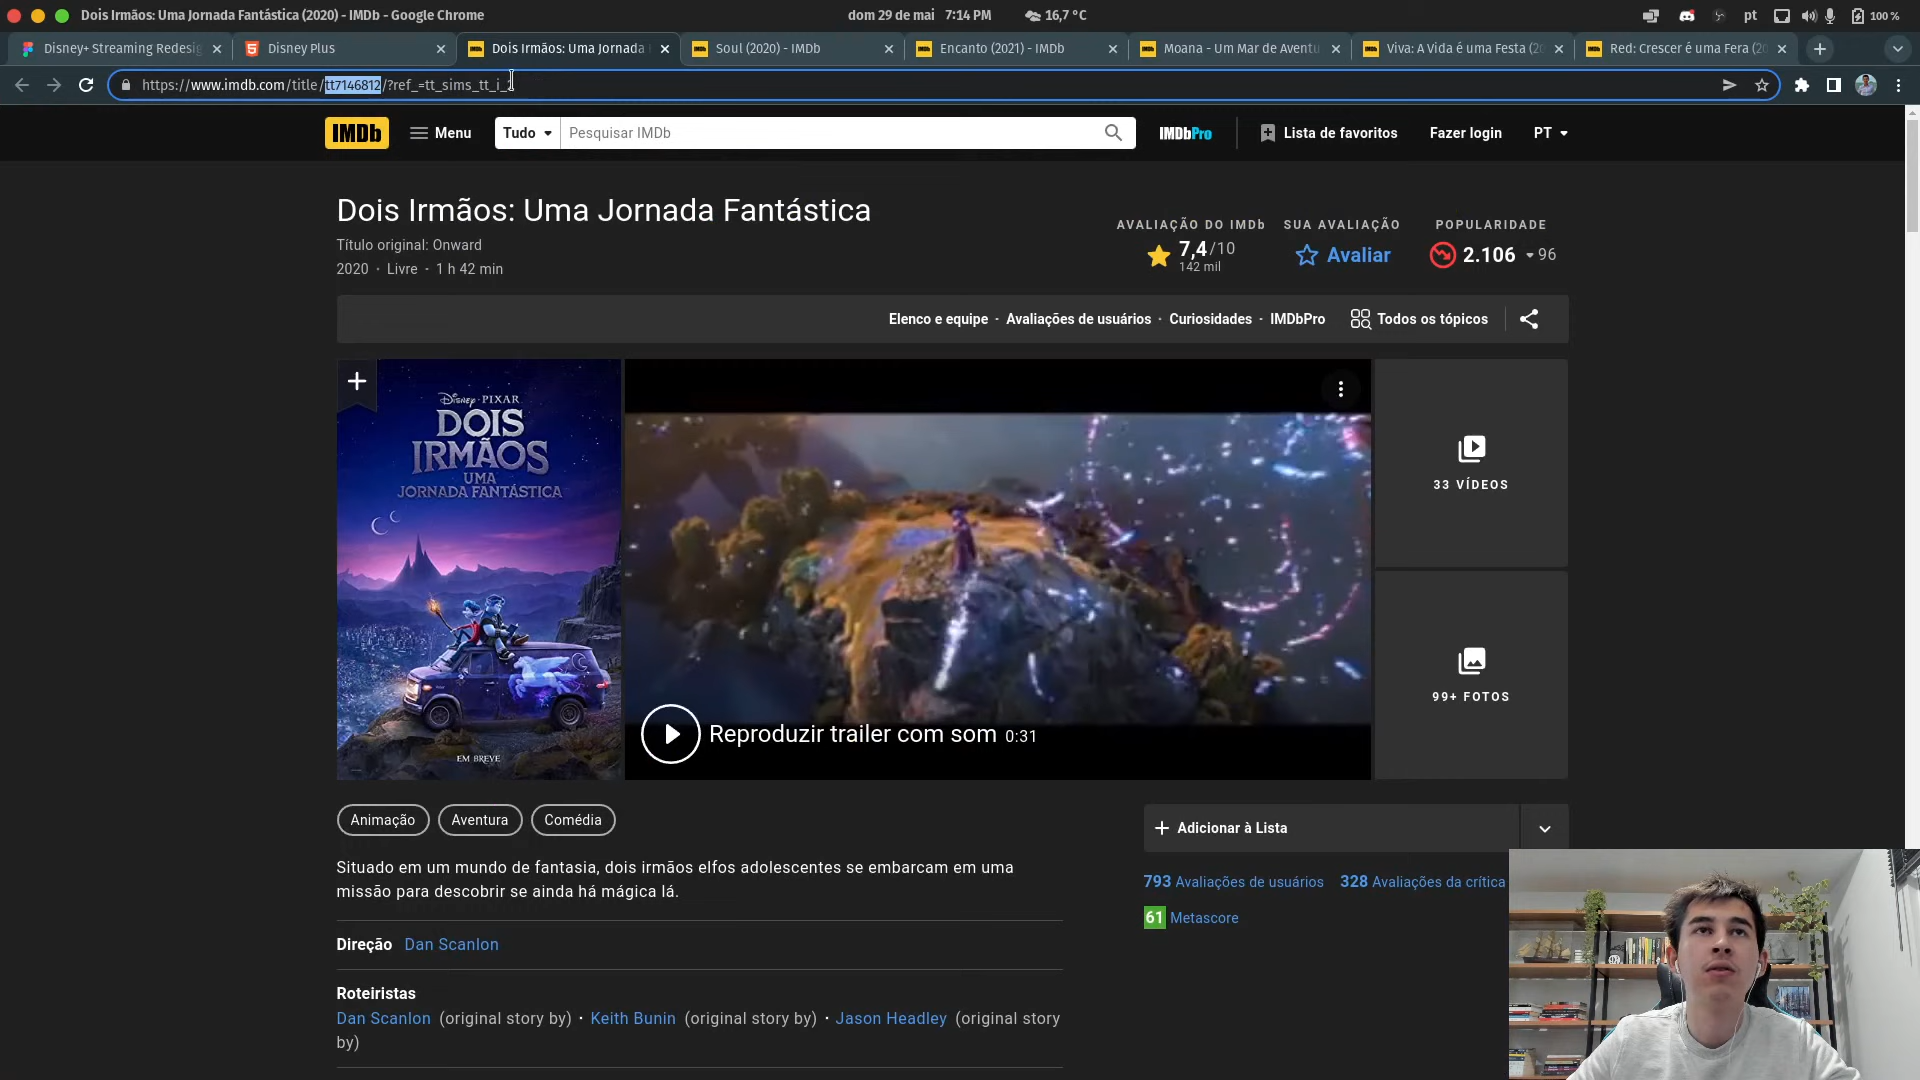 Dois Irmãos: Uma Jornada Fantástica (2020) - IMDb - Google Chrome
dom 29 de mai 7:14 PM
16,7 °C
pt
100 %
Disney+ Streaming Redesig
Disney Plus
Dois Irmãos: Uma Jornada
Soul (2020) - IMDb
Encanto (2021) - IMDb
Moana - Um Mar de Aventu
Viva: A Vida é uma Festa (20
Red: Crescer é uma Fera (20
https://www.imdb.com/title/tt7146812/?ref_=tt_sims_tt_i_
IMDb
Menu
Tudo
Pesquisar IMDb
IMDbPro
Lista de favoritos
Fazer login
PT
Dois Irmãos: Uma Jornada Fantástica
Título original: Onward
2020 · Livre · 1 h 42 min
AVALIAÇÃO DO IMDb
7,4/10
142 mil
SUA AVALIAÇÃO
Avaliar
POPULARIDADE
2.106
96
Elenco e equipe · Avaliações de usuários · Curiosidades · IMDbPro
Todos os tópicos
DISNEY · PIXAR
DOIS
IRMÃOS
UMA
JORNADA FANTÁSTICA
EM BREVE
Reproduzir trailer com som 0:31
33 VÍDEOS
99+ FOTOS
Animação
Aventura
Comédia
Situado em um mundo de fantasia, dois irmãos elfos adolescentes se embarcam em uma
missão para descobrir se ainda há mágica lá.
Direção Dan Scanlon
Roteiristas
Dan Scanlon (original story by) · Keith Bunin (original story by) · Jason Headley (original story
by)
Adicionar à Lista
793 Avaliações de usuários
328 Avaliações da crítica
61 Metascore